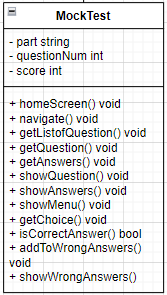 MockTest
- part string
- questionNum int
- score int
+ homeScreen() void
+ navigate() void
+ getListofQuestion() void
+ getQuestion() void
+ getAnswers() void
+ showQuestion() void
+ showAnswers() void
+ showMenu() void
+ getChoice() void
+ isCorrectAnswer() bool
+ addToWrongAnswers()
void
+ showWrongAnswers()